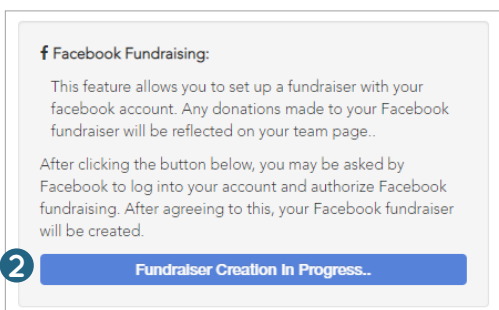 f Facebook Fundraising:
This feature allows you to set up a fundraiser with your
facebook account. Any donations made to your Facebook
fundraiser will be reflected on your team page..
After clicking the button below, you may be asked by
Facebook to log into your account and authorize Facebook
fundraising. After agreeing to this, your Facebook fundraiser
will be created.
2 Fundraiser Creation In Progress..